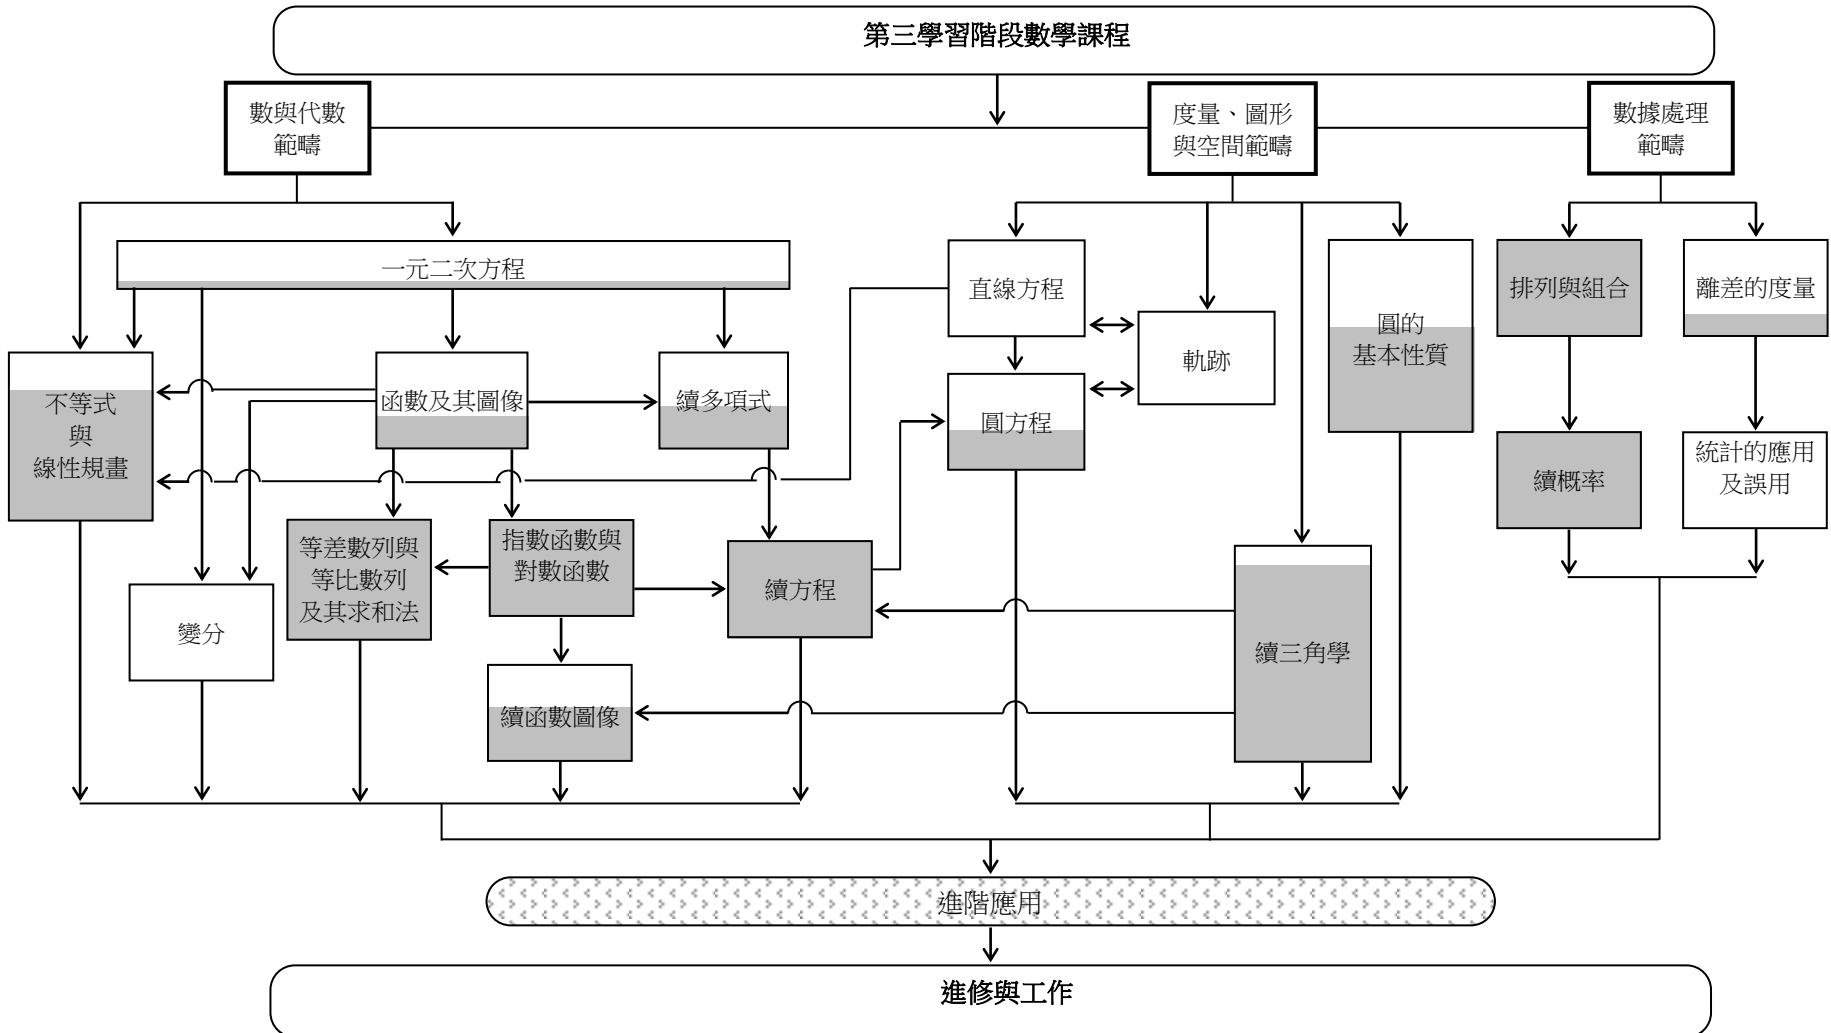 第三學習階段數學課程
數與代數
範疇
度量、圖形
與空間範疇
數據處理
範疇
一元二次方程
直線方程
軌跡
圓的
基本性質
排列與組合
離差的度量
不等式
與
線性規畫
函數及其圖像
續多項式
圓方程
續概率
統計的應用
及誤用
等差數列與
等比數列
及其求和法
指數函數與
對數函數
續方程
變分
續三角學
續函數圖像
進階應用
進修與工作